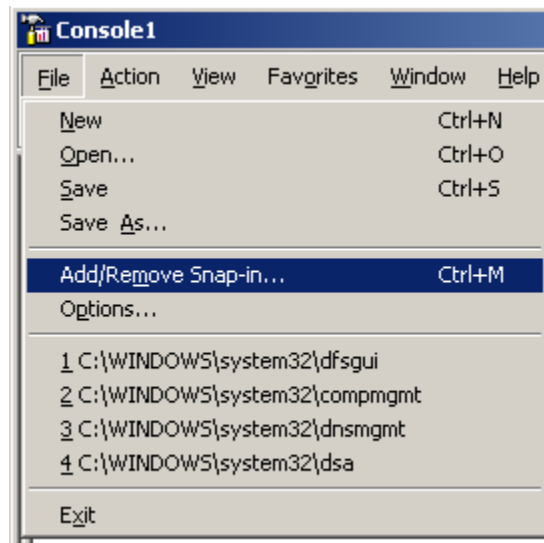 Console1
File Action View Favorites Window Help
New Ctrl+N
Open... Ctrl+O
Save Ctrl+S
Save As...
Add/Remove Snap-in... Ctrl+M
Options...
1 C:\WINDOWS\system32\dfsgui
2 C:\WINDOWS\system32\compmgmt
3 C:\WINDOWS\system32\dnsmgmt
4 C:\WINDOWS\system32\dsa
Exit